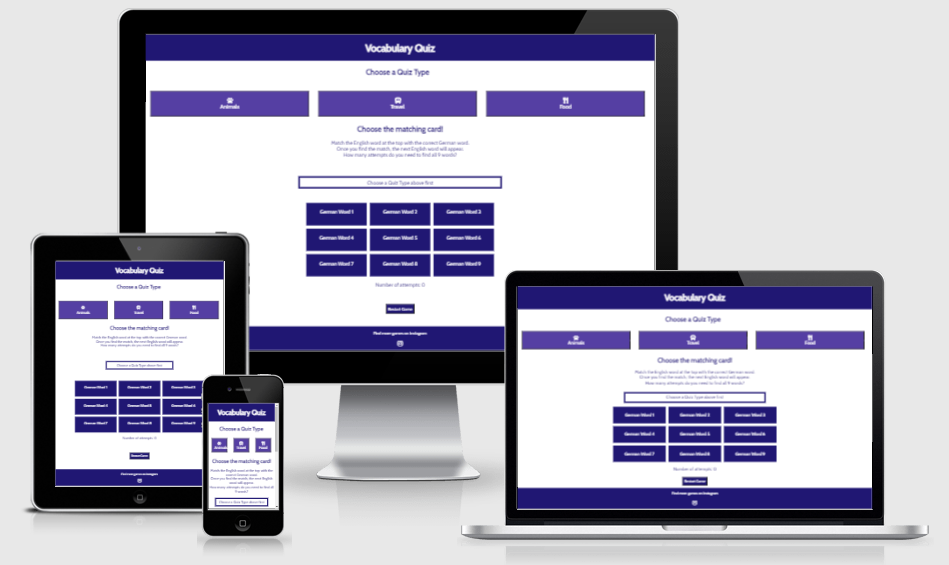 Vocabulary Quiz
Choose a Quiz Type
Animals
Travel
Food
Choose the matching card!
Match the English word at the top with the correct German word.
Once you find the match, the next English word will appear.
How many attempts do you need to find all 9 words?
Choose a Quiz Type above first
German Word 1
German Word 2
German Word 3
German Word 4
German Word 5
German Word 6
German Word 7
German Word 8
German Word 9
Number of attempts: 0
Restart Game
Find more games on Instagram
Vocabulary Quiz
Choose a Quiz Type
Animals
Travel
Food
Choose the matching card!
Match the English word at the top with the correct German word.
Once you find the match, the next English word will appear.
How many attempts do you need to find all 9 words?
Choose a Quiz Type above first
German Word 1
German Word 2
German Word 3
German Word 4
German Word 5
German Word 6
German Word 7
German Word 8
German Word 9
Number of attempts: 0
Restart Game
Find more games on Instagram
Vocabulary Quiz
Choose a Quiz Type
Animals
Travel
Food
Choose the matching card!
Match the English word at the top with the
correct German word.
Once you find the match, the next English
word will appear.
How many attempts do you need to find all
9 words?
Choose a Quiz Type above first
Vocabulary Quiz
Choose a Quiz Type
Animals
Travel
Food
Choose the matching card!
Match the English word at the top with the correct German word.
Once you find the match, the next English word will appear.
How many attempts do you need to find all 9 words?
Choose a Quiz Type above first
German Word 1
German Word 2
German Word 3
German Word 4
German Word 5
German Word 6
German Word 7
German Word 8
German Word 9
Number of attempts: 0
Restart Game
Find more games on Instagram